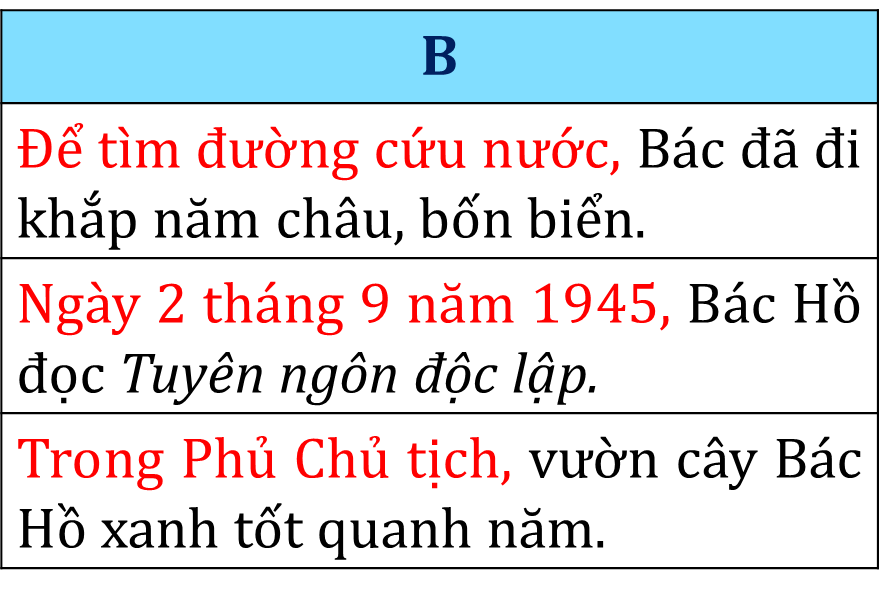 B
Để tìm đường cứu nước, Bác đã đi
khắp năm châu, bốn biển.
Ngày 2 tháng 9 năm 1945, Bác Hồ
đọc Tuyên ngôn độc lập.
Trong Phủ Chủ tịch, vườn cây Bác
Hồ xanh tốt quanh năm.